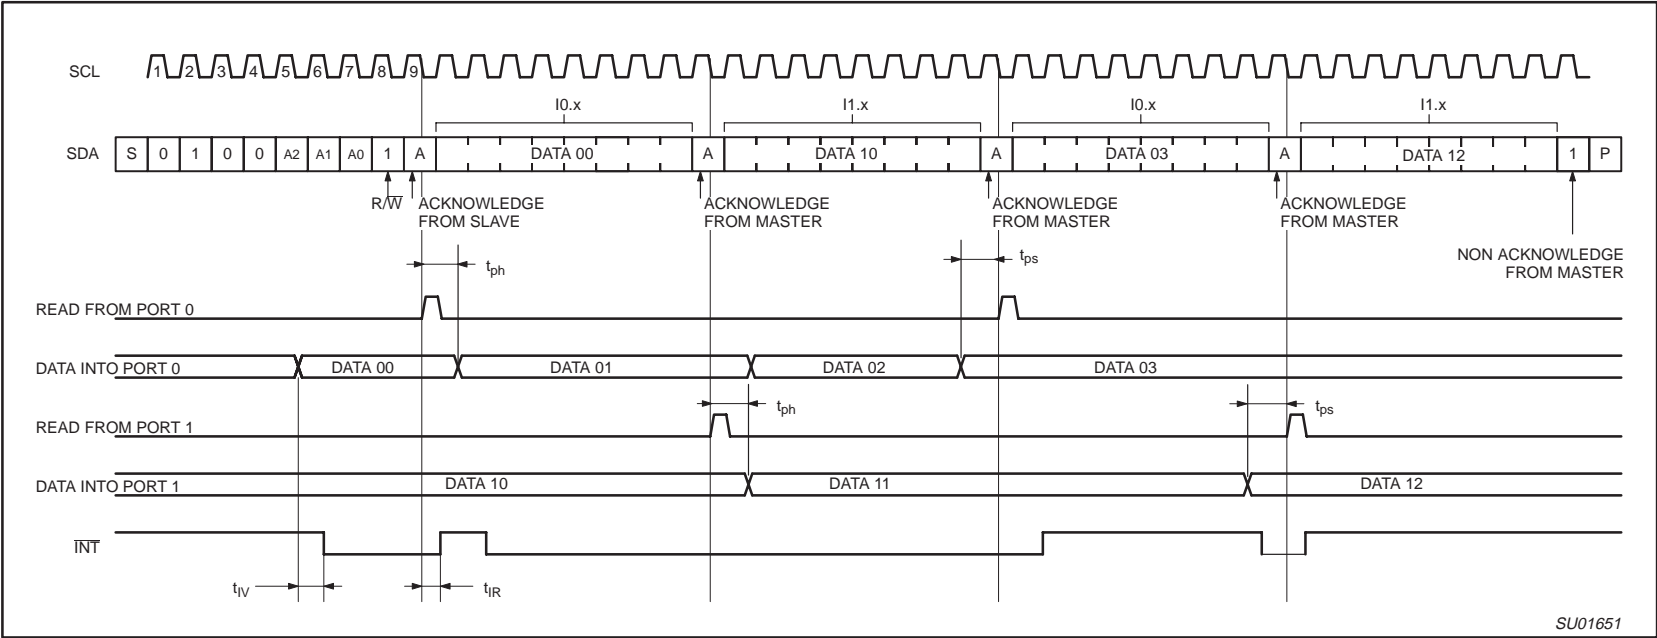 SCL 1 2 3 4 5 6 7 8 9
I0.x I1.x I0.x I1.x
SDA S 0 1 0 0 A2 A1 A0 1 A DATA 00 A DATA 10 A DATA 03 A DATA 12 1 P
R/W ACKNOWLEDGE FROM SLAVE
ACKNOWLEDGE FROM MASTER
ACKNOWLEDGE FROM MASTER
ACKNOWLEDGE FROM MASTER
NON ACKNOWLEDGE FROM MASTER
tph tps
READ FROM PORT 0
DATA INTO PORT 0 DATA 00 DATA 01 DATA 02 DATA 03
tph tps
READ FROM PORT 1
DATA INTO PORT 1 DATA 10 DATA 11 DATA 12
INT
tIV tIR
SU01651